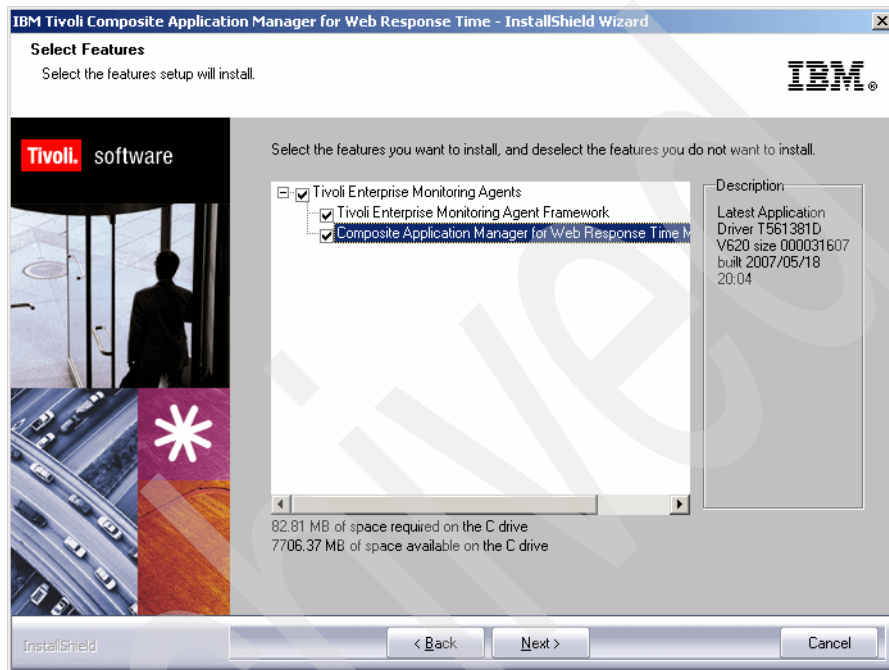 IBM Tivoli Composite Application Manager for Web Response Time - InstallShield Wizard
Select Features
Select the features setup will install.
IBM®
Tivoli. software
Select the features you want to install, and deselect the features you do not want to install.
Tivoli Enterprise Monitoring Agents
Tivoli Enterprise Monitoring Agent Framework
Composite Application Manager for Web Response Time M
Description
Latest Application
Driver T561381D
V620 size 000031607
built 2007/05/18
20:04
82.81 MB of space required on the C drive
7706.37 MB of space available on the C drive
InstallShield
< Back
Next >
Cancel